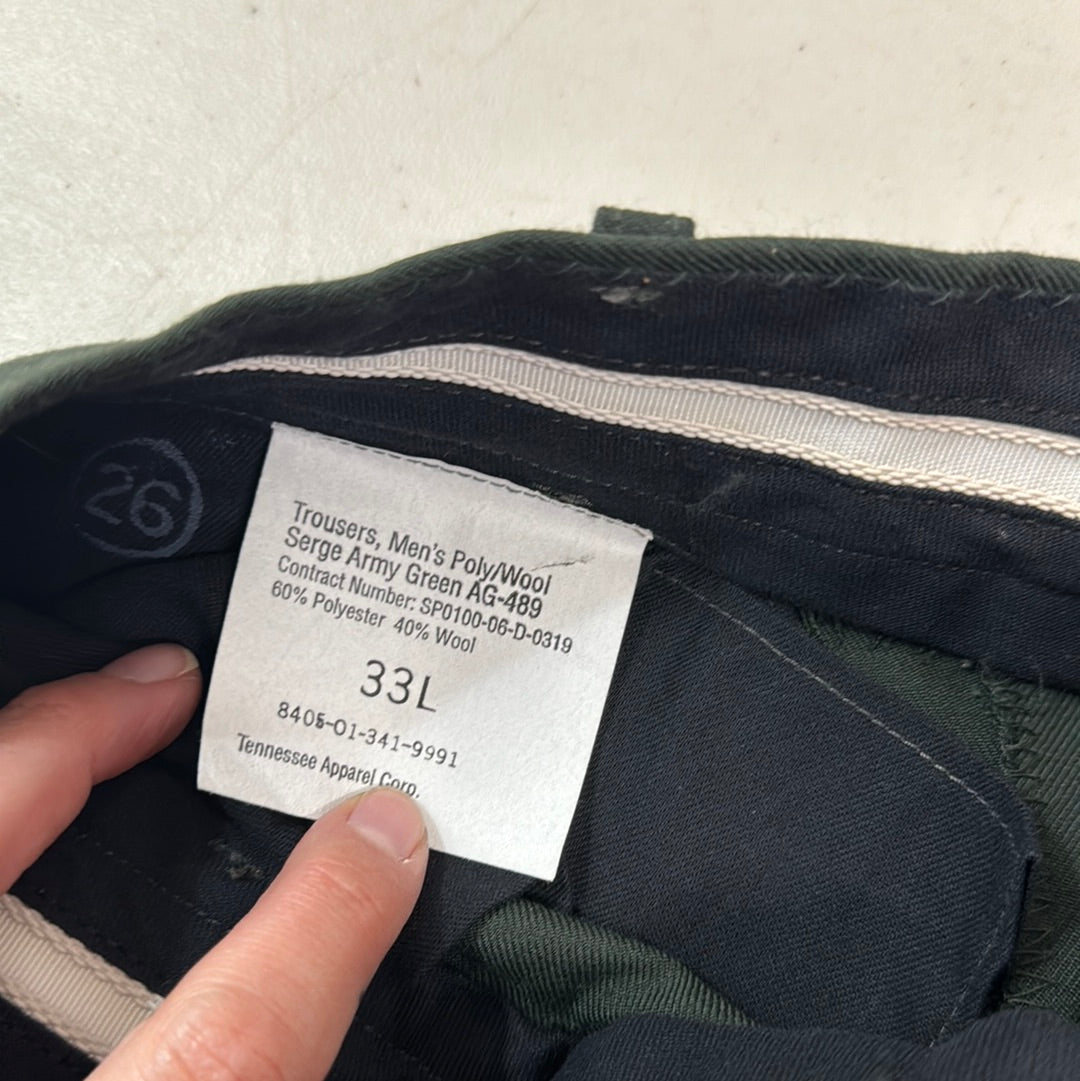 26
Trousers, Men's Poly/Wool
Serge Army Green AG-489
Contract Number: SP0100-06-D-0319
60% Polyester 40% Wool
33L
8405-01-341-9991
Tennessee Apparel Corp.